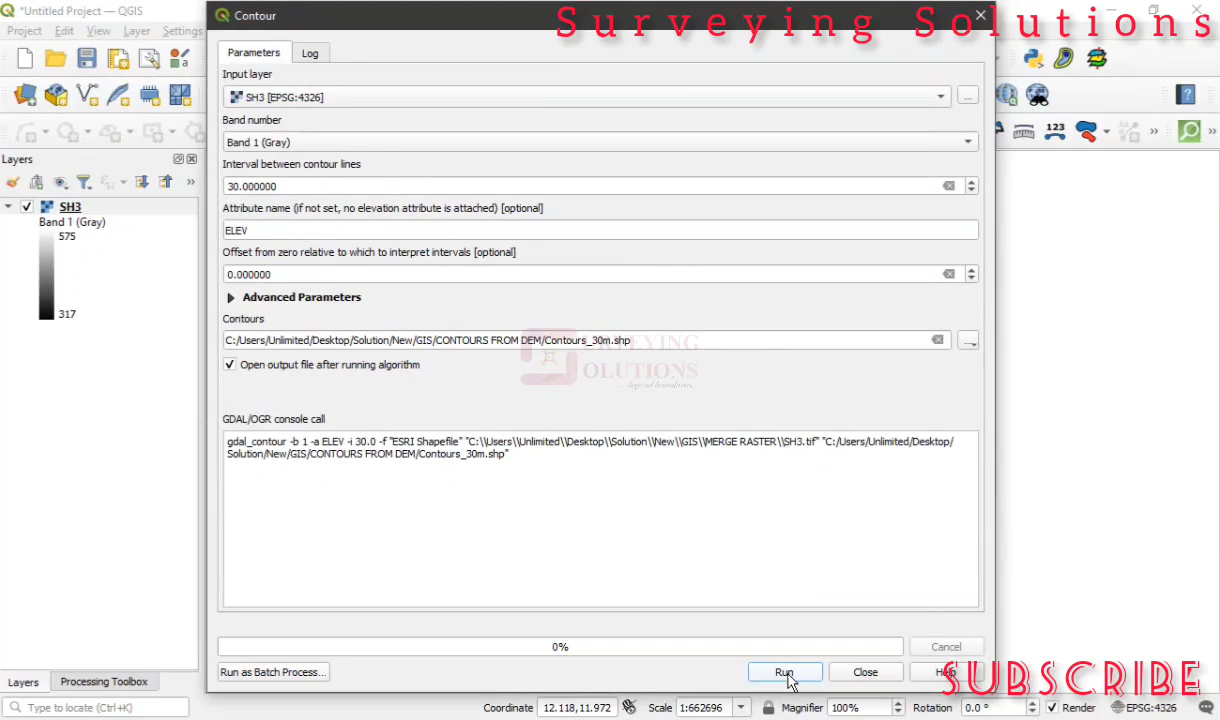 *Untitled Project — QGIS
Contour
Surveying Solutions
Project Edit View Layer Settings
Parameters Log
Input layer
SH3 [EPSG:4326]
...
Band number
Band 1 (Gray)
Interval between contour lines
30.000000
Attribute name (if not set, no elevation attribute is attached) [optional]
ELEV
Offset from zero relative to which to interpret intervals [optional]
0.000000
Advanced Parameters
Contours
C:/Users/Unlimited/Desktop/Solution/New/GIS/CONTOURS FROM DEM/Contours_30m.shp
...
Open output file after running algorithm
GDAL/OGR console call
gdal_contour -b 1 -a ELEV -i 30.0 -f "ESRI Shapefile" "C:\\Users\\Unlimited\\Desktop\\Solution\\New\\GIS\\MERGE RASTER\\SH3.tif" "C:/Users/Unlimited/Desktop/
Solution/New/GIS/CONTOURS FROM DEM/Contours_30m.shp"
0%
Cancel
Run as Batch Process...
Run
Close
Help
Layers
SH3
Band 1 (Gray)
575
317
123
»
»
»
SURVEYING
SOLUTIONS
- beyond boundaries
SUBSCRIBE
Layers Processing Toolbox
Type to locate (Ctrl+K)
Coordinate 12.118,11.972 Scale 1:662696 Magnifier 100% Rotation 0.0 ° Render EPSG:4326